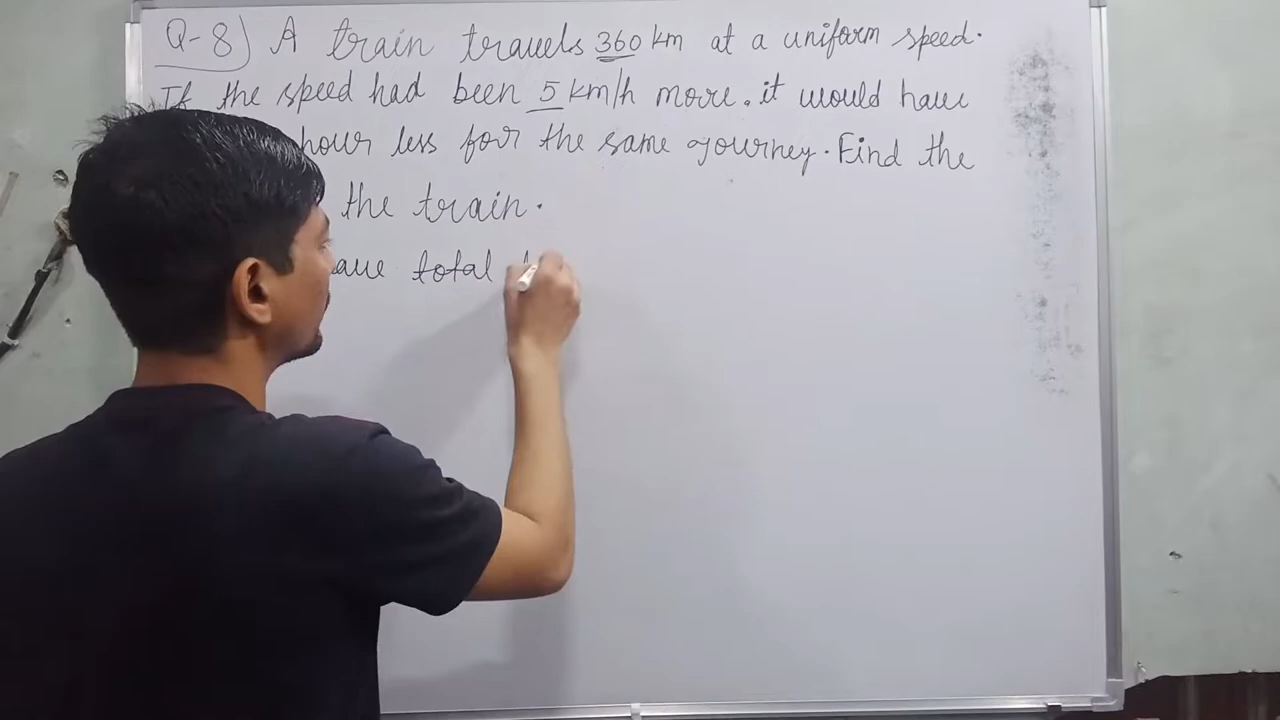 Q-8) A train travels 360 km at a uniform speed.
If the speed had been 5 km/h more. it would have
hour less for the same journey. Find the
the train.
total